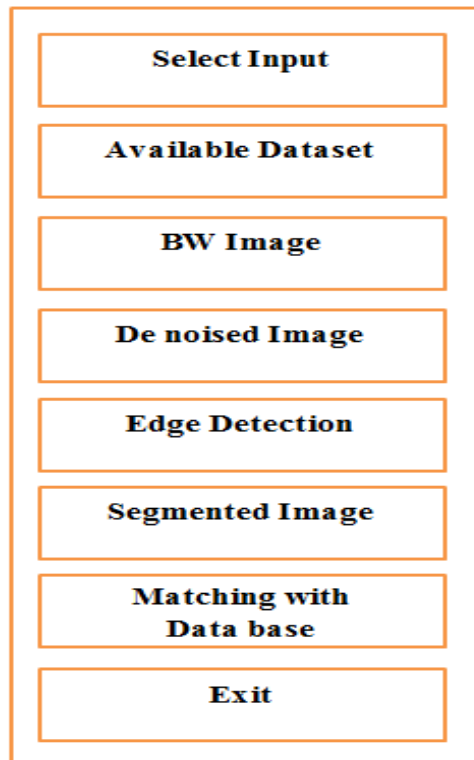 Select Input
Available Dataset
BW Image
De noised Image
Edge Detection
Segmented Image
Matching with
Data base
Exit